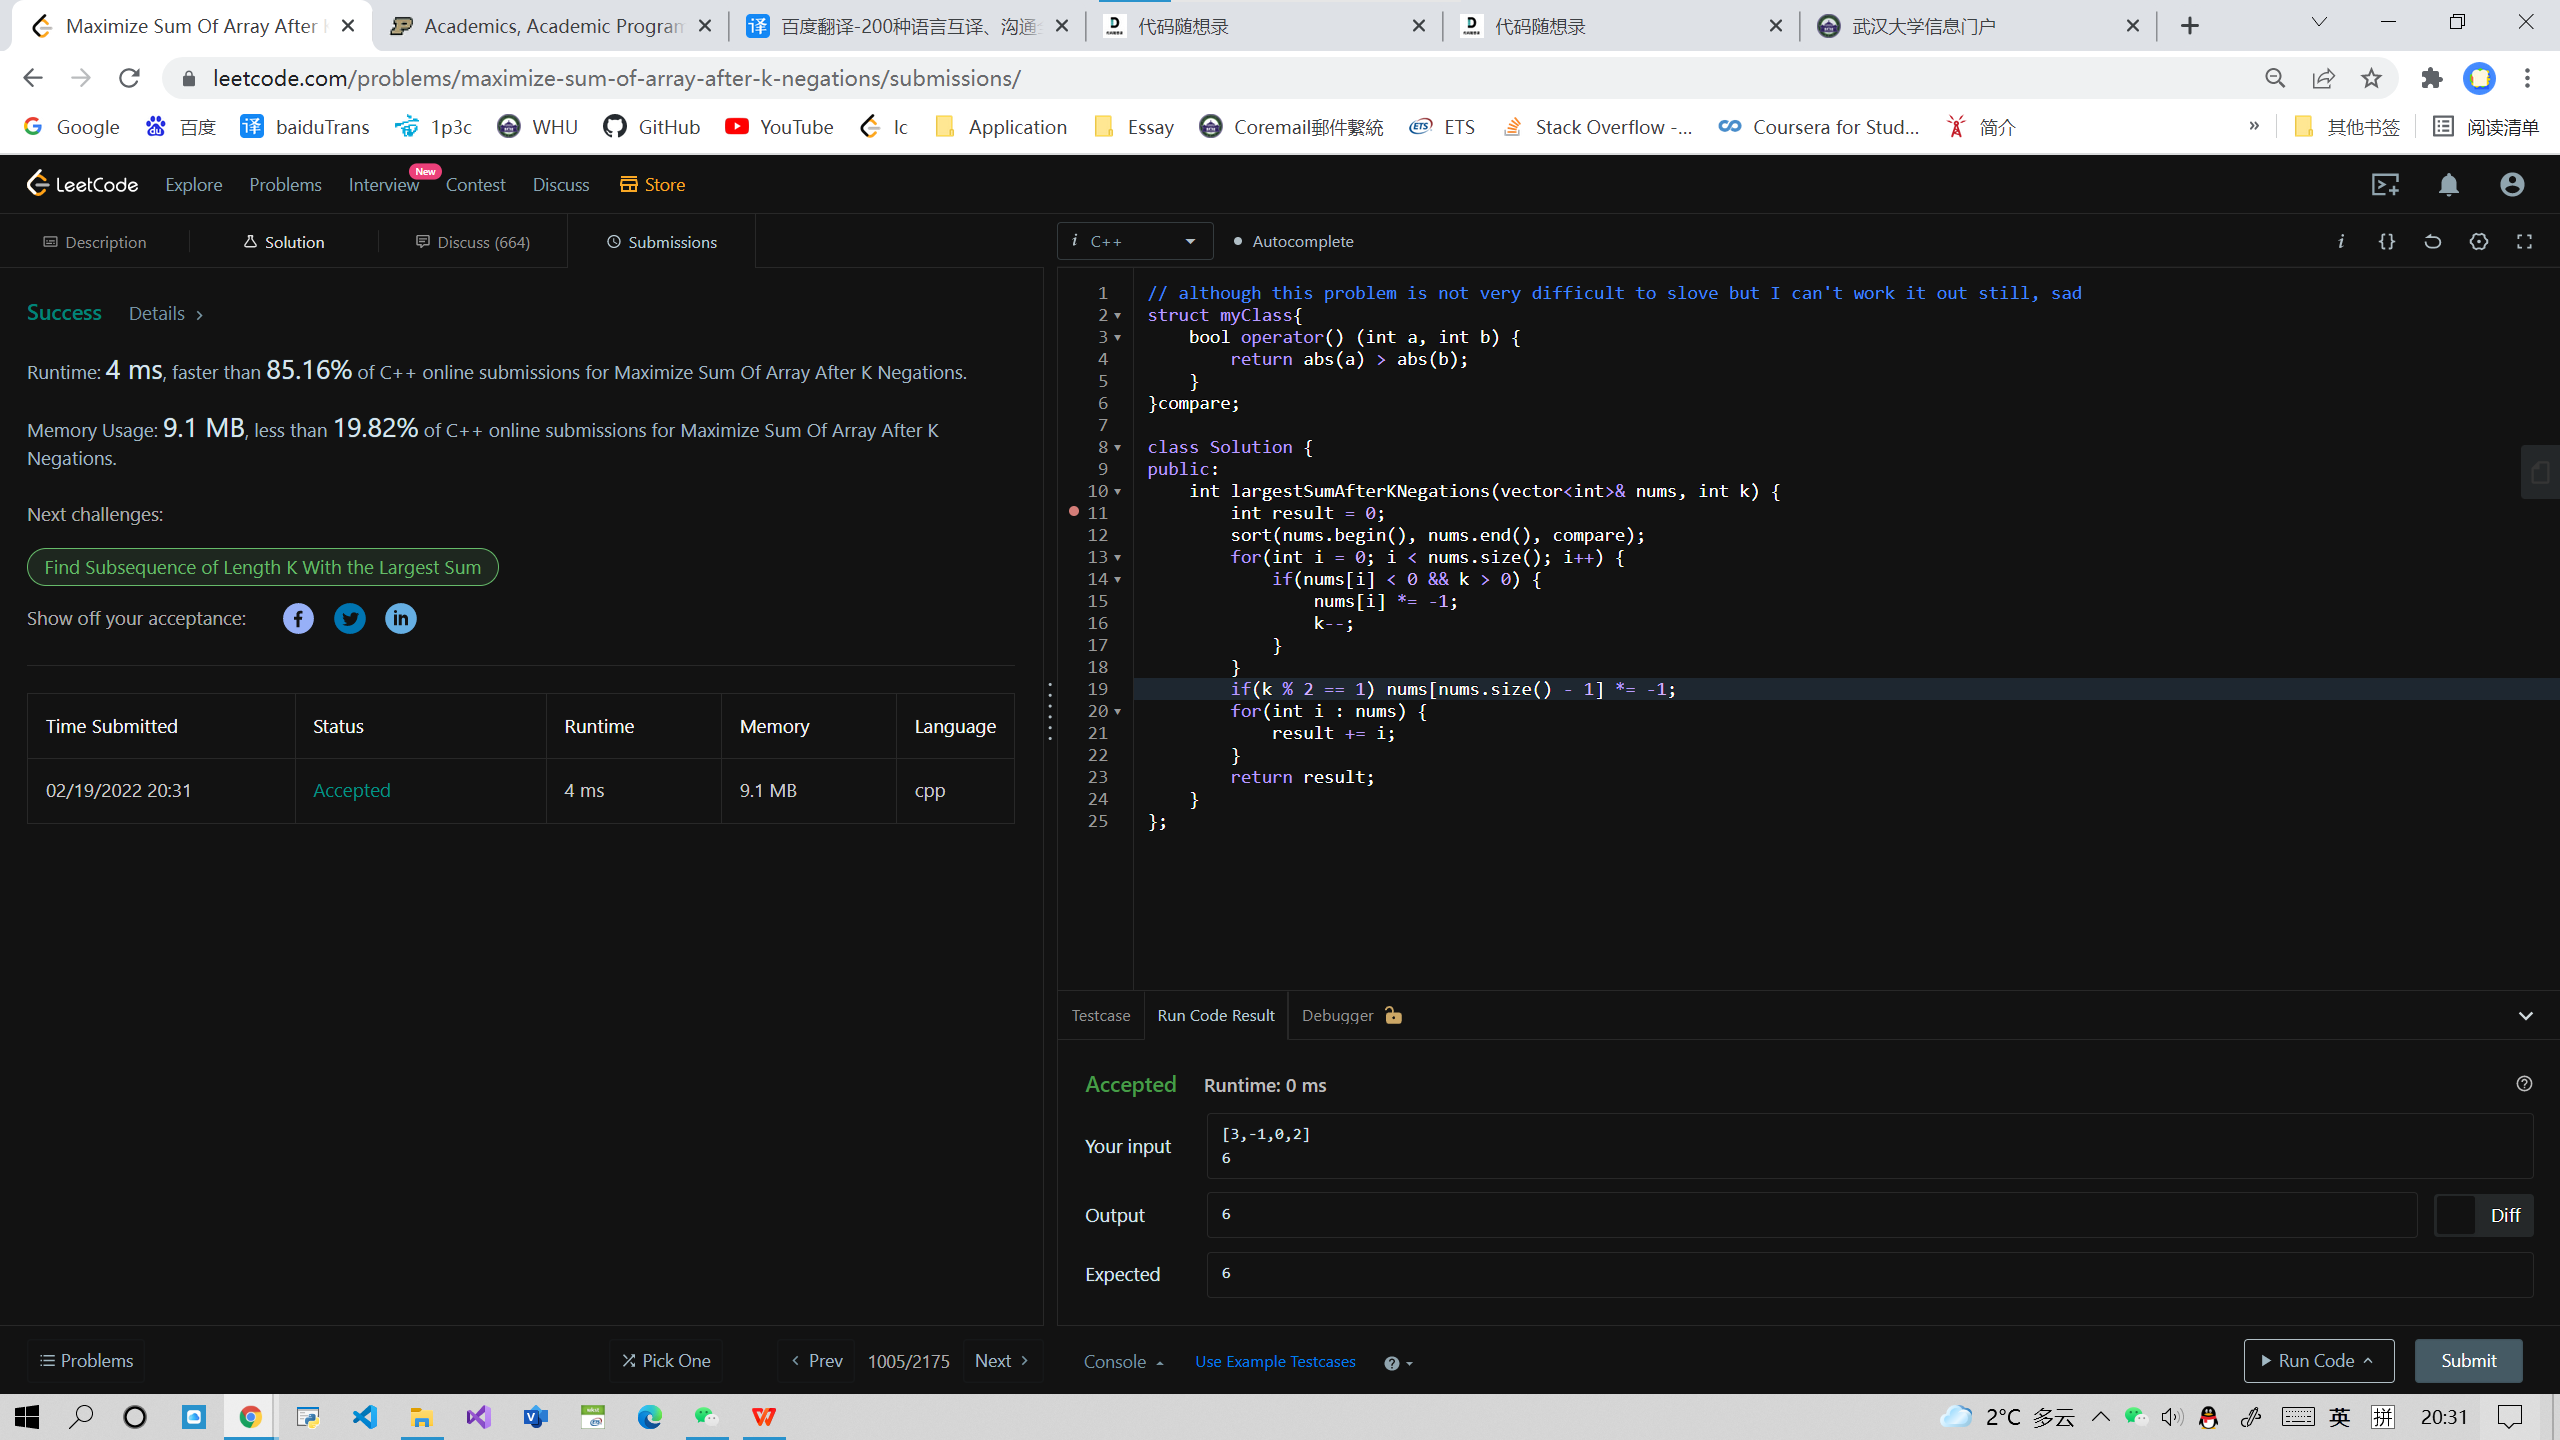 Maximize Sum Of Array After
Academics, Academic Program
百度翻译-200种语言互译、沟通
代码随想录
代码随想录
武汉大学信息门户
leetcode.com/problems/maximize-sum-of-array-after-k-negations/submissions/
Google
百度
baiduTrans
1p3c
WHU
GitHub
YouTube
lc
Application
Essay
Coremail郵件繫統
ETS
Stack Overflow -...
Coursera for Stud...
简介
»
其他书签
阅读清单
LeetCode
Explore
Problems
Interview
New
Contest
Discuss
Store
Description
Solution
Discuss (664)
Submissions
i C++
Autocomplete
Success
Details >
Runtime: 4 ms, faster than 85.16% of C++ online submissions for Maximize Sum Of Array After K Negations.
Memory Usage: 9.1 MB, less than 19.82% of C++ online submissions for Maximize Sum Of Array After K
Negations.
Next challenges:
Find Subsequence of Length K With the Largest Sum
Show off your acceptance:
Time Submitted Status Runtime Memory Language
02/19/2022 20:31 Accepted 4 ms 9.1 MB cpp
1 // although this problem is not very difficult to slove but I can't work it out still, sad
2 struct myClass{
3 bool operator() (int a, int b) {
4 return abs(a) > abs(b);
5 }
6 }compare;
7
8 class Solution {
9 public:
10 int largestSumAfterKNegations(vector<int>& nums, int k) {
11 int result = 0;
12 sort(nums.begin(), nums.end(), compare);
13 for(int i = 0; i < nums.size(); i++) {
14 if(nums[i] < 0 && k > 0) {
15 nums[i] *= -1;
16 k--;
17 }
18 }
19 if(k % 2 == 1) nums[nums.size() - 1] *= -1;
20 for(int i : nums) {
21 result += i;
22 }
23 return result;
24 }
25 };
Testcase
Run Code Result
Debugger
Accepted
Runtime: 0 ms
Your input
[3,-1,0,2]
6
Output
6
Diff
Expected
6
Problems
Pick One
< Prev
1005/2175
Next >
Console
Use Example Testcases
Run Code
Submit
2°C 多云
英
拼
20:31